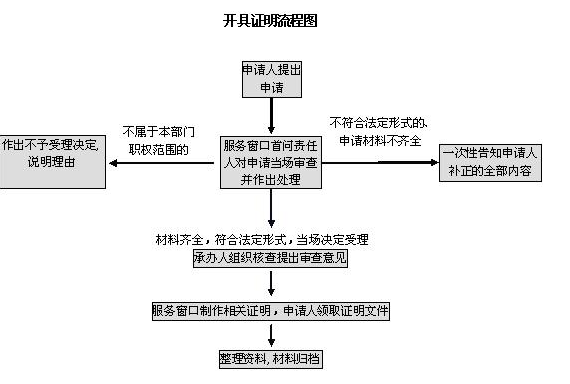 开具证明流程图
申请人提出
申请
不属于本部门
职权范围的
不符合法定形式的、
申请材料不齐全
作出不予受理决定,
说明理由
服务窗口首问责任
人对申请当场审查
并作出处理
一次性告知申请人
补正的全部内容
材料齐全，符合法定形式，当场决定受理
承办人组织核查提出审查意见
服务窗口制作相关证明，申请人领取证明文件
整理资料,材料归档